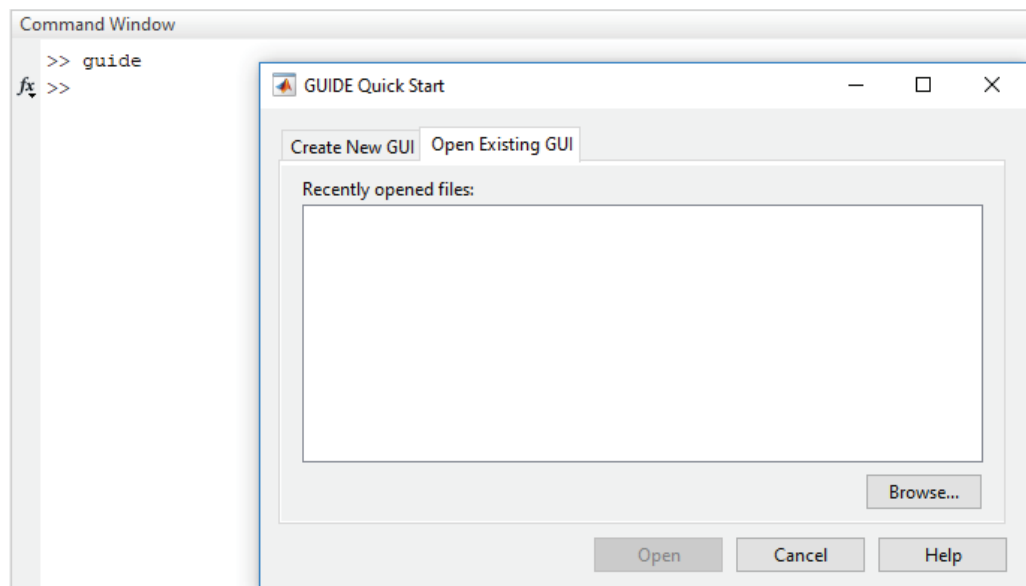 Command Window
>> guide
fx >>
GUIDE Quick Start
Create New GUI Open Existing GUI
Recently opened files:
Browse...
Open Cancel Help